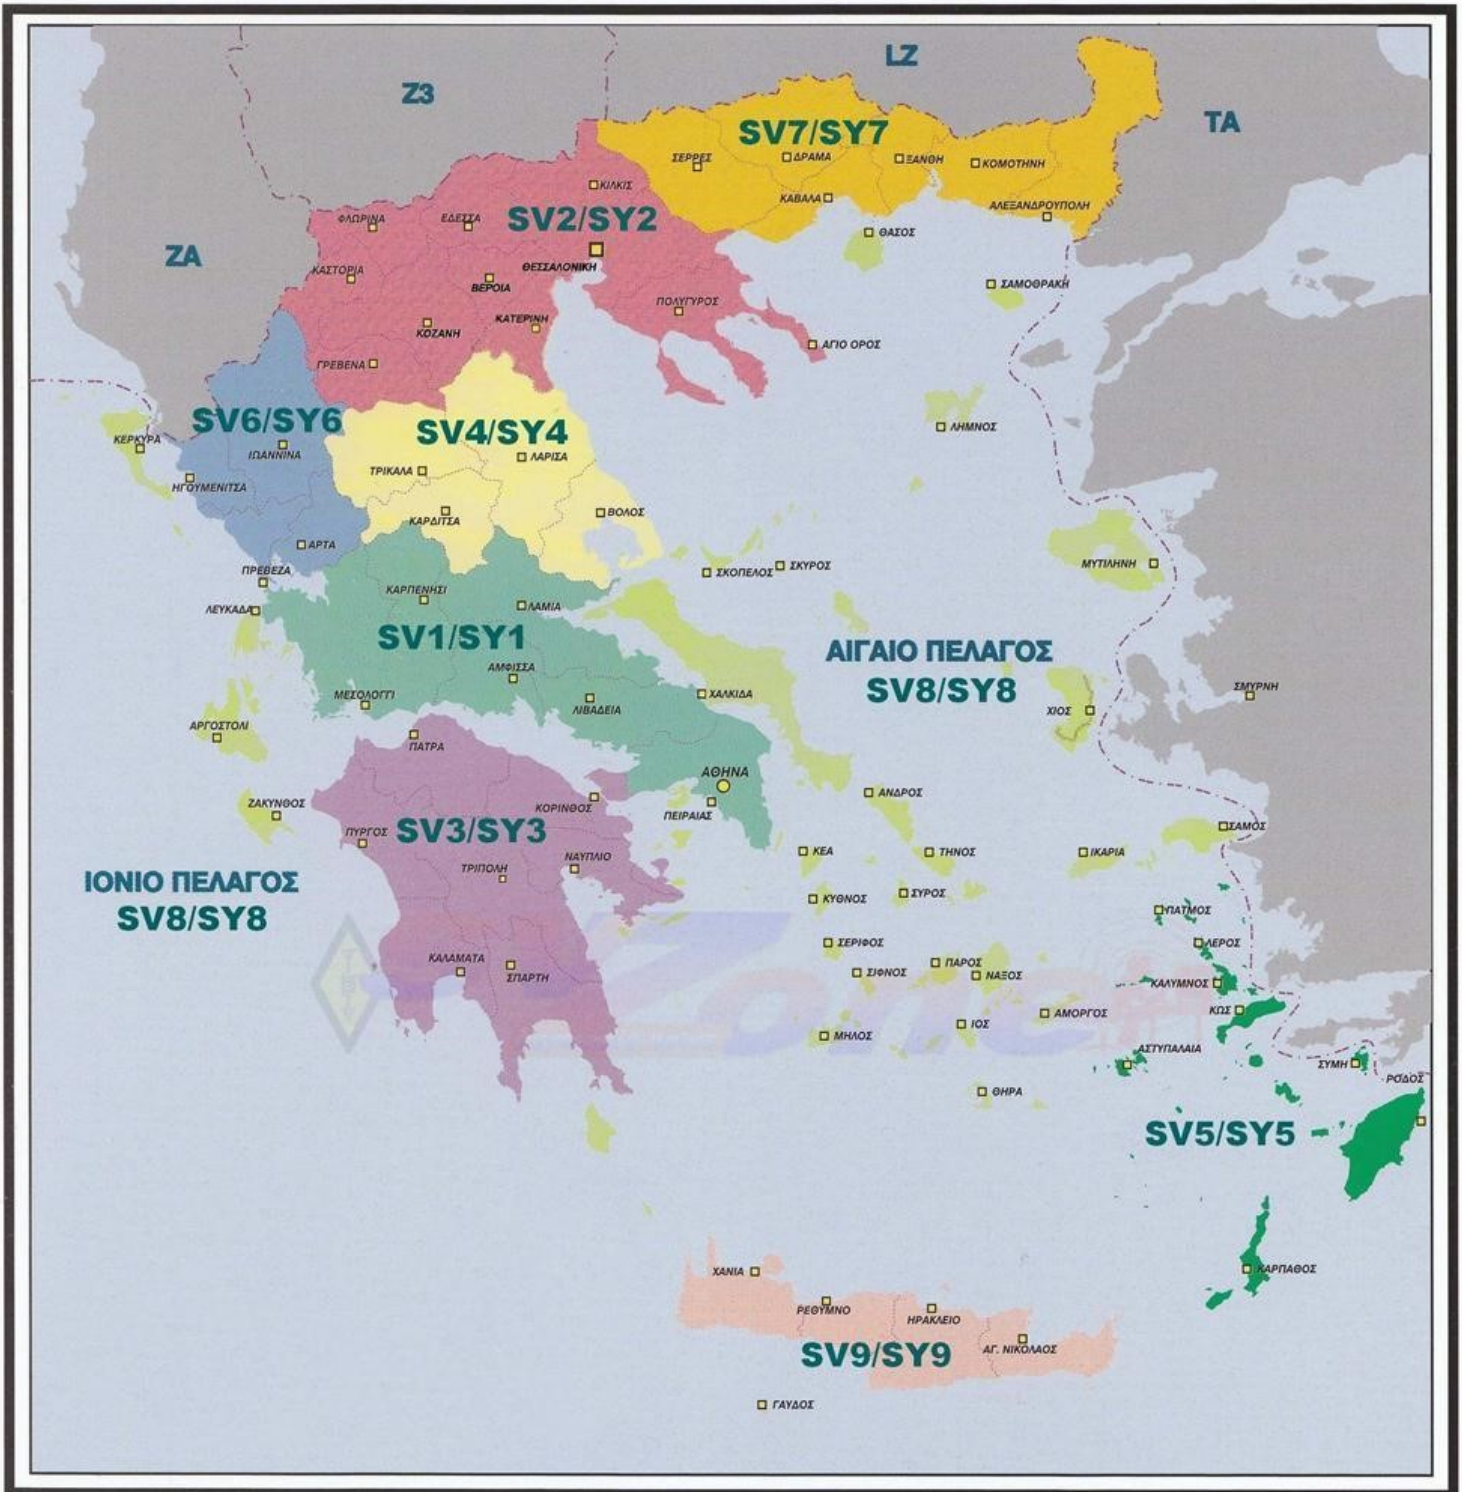 LZ
Z3
TA
SV7/SY7
ΣΕΡΡΕΣ
ΔΡΑΜΑ
ΞΑΝΘΗ
ΚΟΜΟΤΗΝΗ
ΚΙΛΚΙΣ
ΚΑΒΑΛΑ
ΑΛΕΞΑΝΔΡΟΥΠΟΛΗ
ΦΛΩΡΙΝΑ
ΕΔΕΣΣΑ
SV2/SY2
ΘΑΣΟΣ
ZA
ΚΑΣΤΟΡΙΑ
ΘΕΣΣΑΛΟΝΙΚΗ
ΒΕΡΟΙΑ
ΣΑΜΟΘΡΑΚΗ
ΠΟΛΥΓΥΡΟΣ
ΚΑΤΕΡΙΝΗ
ΚΟΖΑΝΗ
ΑΓΙΟ ΟΡΟΣ
ΓΡΕΒΕΝΑ
SV6/SY6
SV4/SY4
ΛΗΜΝΟΣ
ΚΕΡΚΥΡΑ
ΙΩΑΝΝΙΝΑ
ΛΑΡΙΣΑ
ΤΡΙΚΑΛΑ
ΗΓΟΥΜΕΝΙΤΣΑ
ΚΑΡΔΙΤΣΑ
ΒΟΛΟΣ
ΑΡΤΑ
ΠΡΕΒΕΖΑ
ΣΚΟΠΕΛΟΣ
ΣΚΥΡΟΣ
ΜΥΤΙΛΗΝΗ
ΚΑΡΠΕΝΗΣΙ
ΛΕΥΚΑΔΑ
ΛΑΜΙΑ
SV1/SY1
ΑΙΓΑΙΟ ΠΕΛΑΓΟΣ
SV8/SY8
ΑΜΦΙΣΣΑ
ΜΕΣΟΛΟΓΓΙ
ΛΙΒΑΔΕΙΑ
ΧΑΛΚΙΔΑ
ΣΜΥΡΝΗ
ΧΙΟΣ
ΑΡΓΟΣΤΟΛΙ
ΠΑΤΡΑ
ΑΘΗΝΑ
ΑΝΔΡΟΣ
ΖΑΚΥΝΘΟΣ
ΚΟΡΙΝΘΟΣ
ΠΕΙΡΑΙΑΣ
ΠΥΡΓΟΣ
SV3/SY3
ΣΑΜΟΣ
ΚΕΑ
ΤΗΝΟΣ
ΙΚΑΡΙΑ
ΝΑΥΠΛΙΟ
ΤΡΙΠΟΛΗ
ΙΟΝΙΟ ΠΕΛΑΓΟΣ
SV8/SY8
ΚΥΘΝΟΣ
ΣΥΡΟΣ
ΠΑΤΜΟΣ
ΣΕΡΙΦΟΣ
ΛΕΡΟΣ
ΚΑΛΑΜΑΤΑ
ΣΠΑΡΤΗ
ΣΙΦΝΟΣ
ΠΑΡΟΣ
ΝΑΞΟΣ
ΚΑΛΥΜΝΟΣ
ΚΩΣ
ΑΜΟΡΓΟΣ
ΙΟΣ
ΜΗΛΟΣ
ΑΣΤΥΠΑΛΑΙΑ
ΣΥΜΗ
ΡΟΔΟΣ
ΘΗΡΑ
SV5/SY5
ΧΑΝΙΑ
ΚΑΡΠΑΘΟΣ
ΡΕΘΥΜΝΟ
ΗΡΑΚΛΕΙΟ
SV9/SY9
ΑΓ. ΝΙΚΟΛΑΟΣ
ΓΑΥΔΟΣ